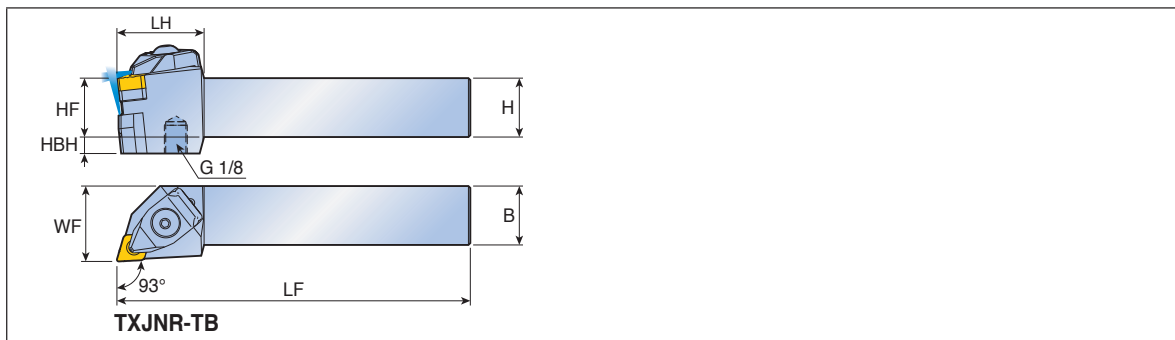 LH
HF
H
HBH
G 1/8
WF
B
93°
LF
TXJNR-TB